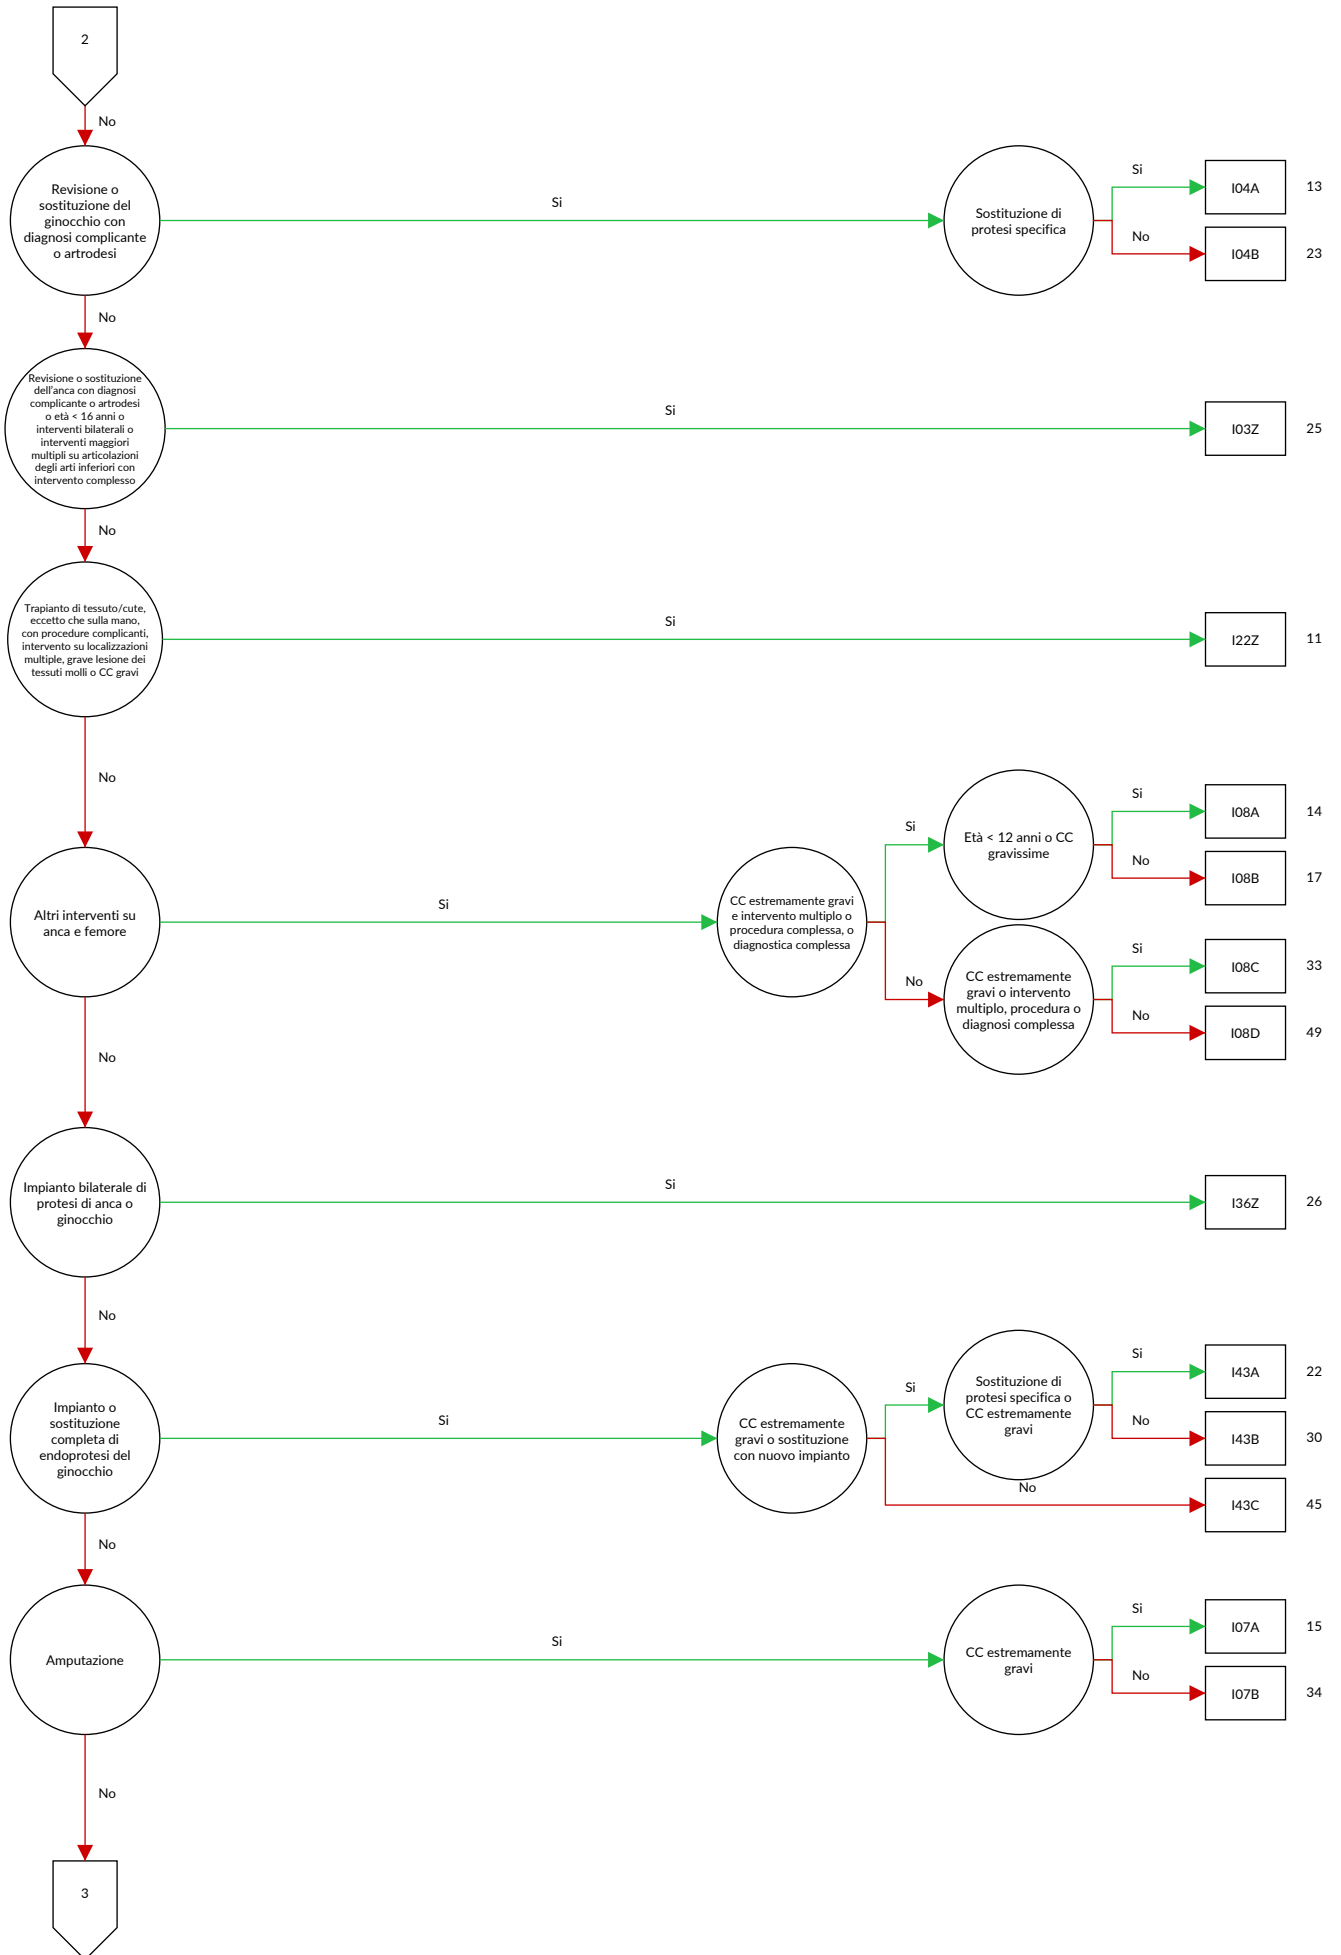 2
No
Revisione o
sostituzione del
ginocchio con
diagnosi complicante
o artrodesi
Si
Sostituzione di
protesi specifica
Si
I04A
13
No
I04B
23
No
Revisione o sostituzione
dell'anca con diagnosi
complicante o artrodesi
o età < 16 anni o
interventi bilaterali o
interventi maggiori
multipli su articolazioni
degli arti inferiori con
intervento complesso
Si
I03Z
25
No
Trapianto di tessuto/cute,
eccetto che sulla mano,
con procedure complicanti,
intervento su localizzazioni
multiple, grave lesione dei
tessuti molli o CC gravi
Si
I22Z
11
No
Altri interventi su
anca e femore
Si
CC estremamente gravi
e intervento multiplo o
procedura complessa, o
diagnostica complessa
Si
Età < 12 anni o CC
gravissime
Si
I08A
14
No
I08B
17
No
CC estremamente
gravi o intervento
multiplo, procedura o
diagnosi complessa
Si
I08C
33
No
I08D
49
No
Impianto bilaterale di
protesi di anca o
ginocchio
Si
I36Z
26
No
Impianto o
sostituzione
completa di
endoprotesi del
ginocchio
Si
CC estremamente
gravi o sostituzione
con nuovo impianto
Si
Sostituzione di
protesi specifica o
CC estremamente
gravi
Si
I43A
22
No
I43B
30
No
I43C
45
No
Amputazione
Si
CC estremamente
gravi
Si
I07A
15
No
I07B
34
No
3